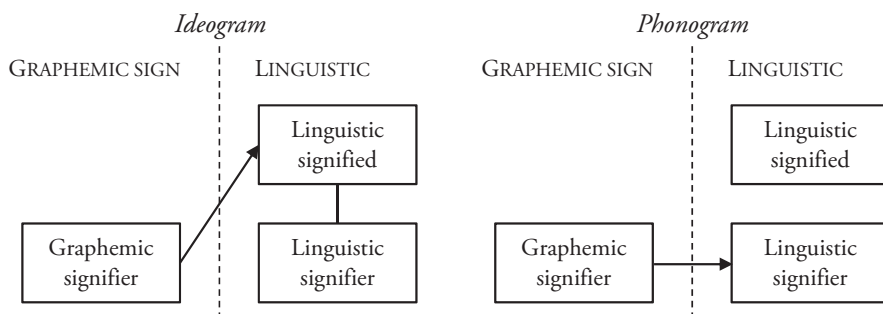 Ideogram
GRAPHEMIC SIGN
LINGUISTIC
Linguistic
signified
Graphemic
signifier
Linguistic
signifier
Phonogram
GRAPHEMIC SIGN
LINGUISTIC
Linguistic
signified
Graphemic
signifier
Linguistic
signifier